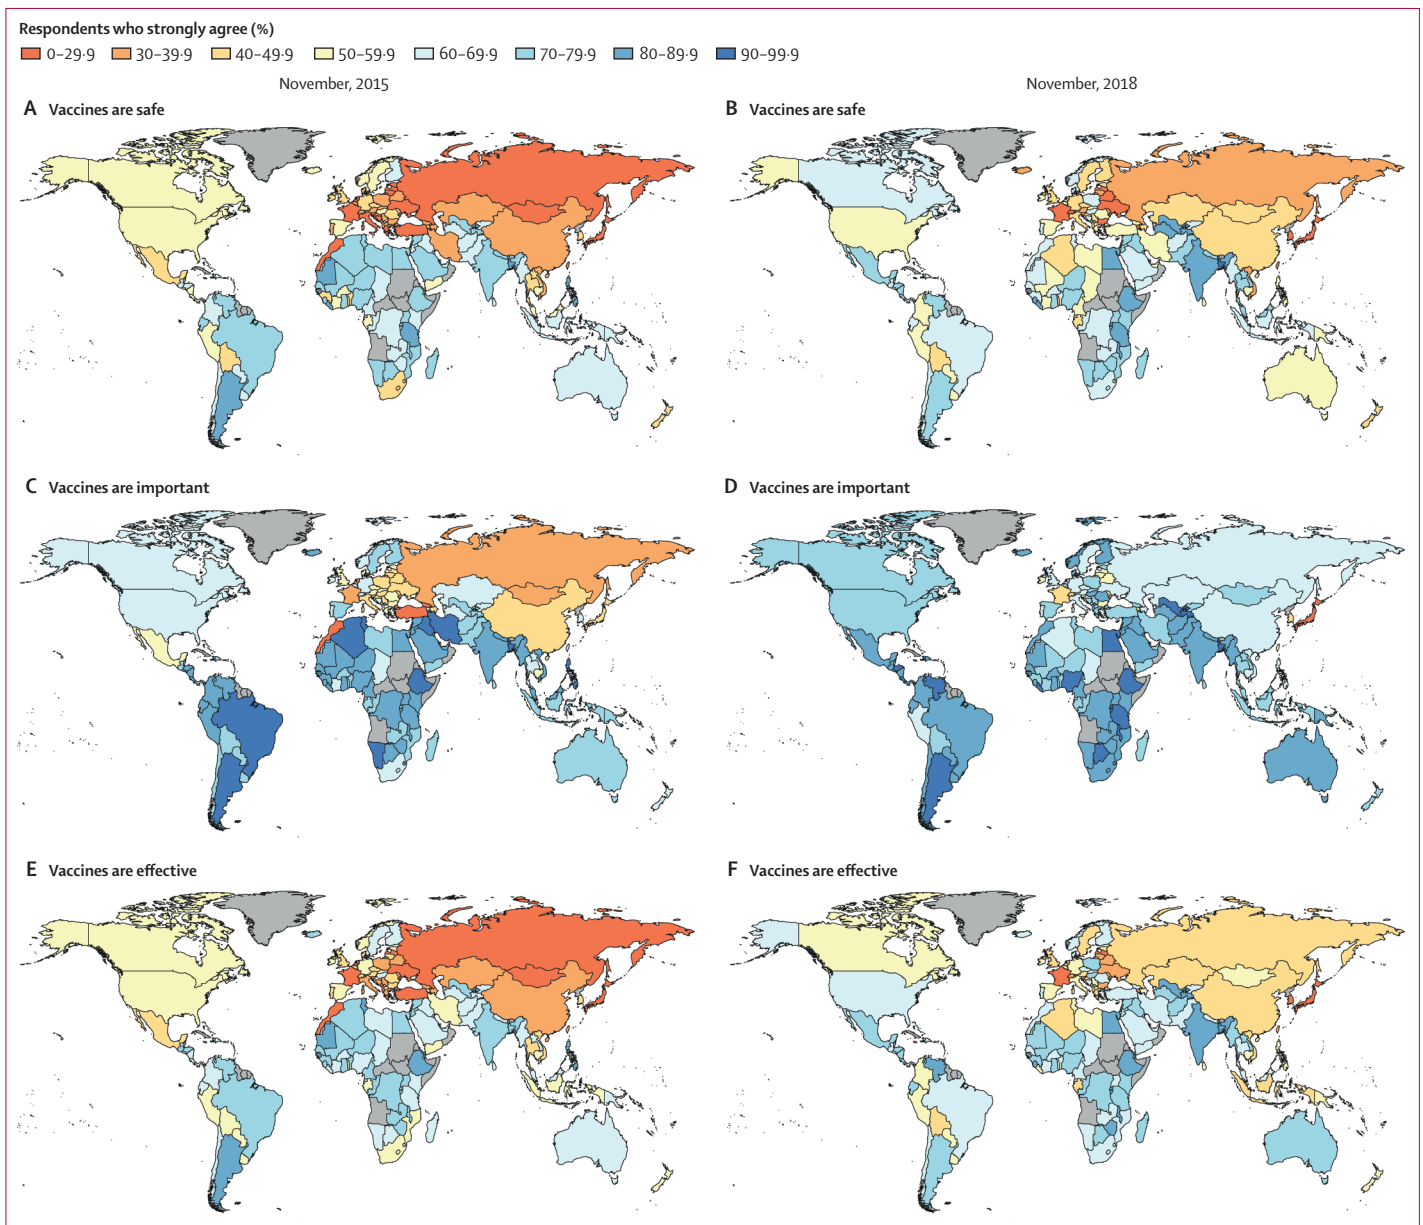 Respondents who strongly agree (%)
0–29·9 30–39·9 40–49·9 50–59·9 60–69·9 70–79·9 80–89·9 90–99·9
November, 2015
November, 2018
A Vaccines are safe
B Vaccines are safe
C Vaccines are important
D Vaccines are important
E Vaccines are effective
F Vaccines are effective